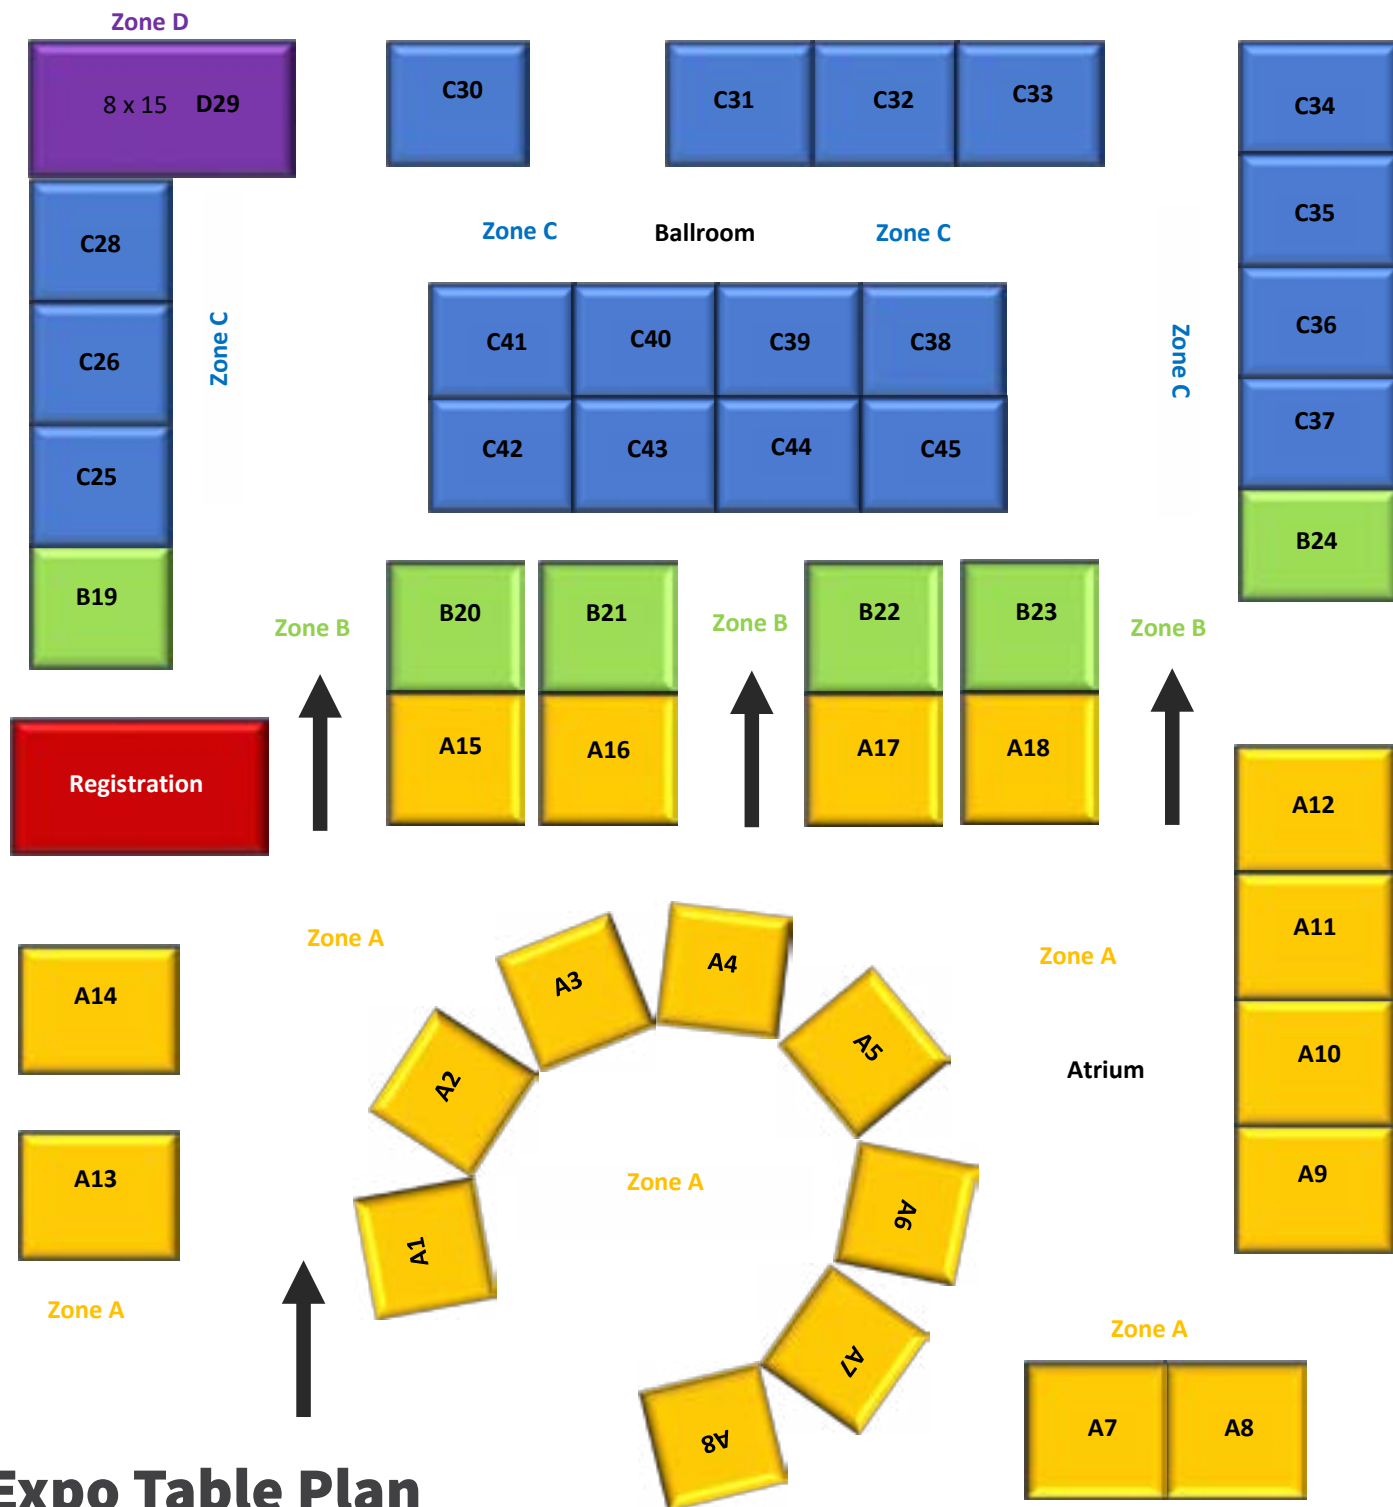 Zone D
8 x 15 D29
C30
C31
C32
C33
C34
C28
C35
Zone C
Ballroom
Zone C
C26
Zone C
C41
C40
C39
C38
Zone C
C36
C25
C42
C43
C44
C45
C37
B19
B20
B21
B22
B23
B24
Zone B
Zone B
Zone B
Registration
A15
A16
A17
A18
A12
Zone A
A3
A4
Zone A
A11
A14
A2
A5
Atrium
A10
A13
Zone A
A6
A9
A1
Zone A
Zone A
A7
A8
A7
A8
Expo Table Plan